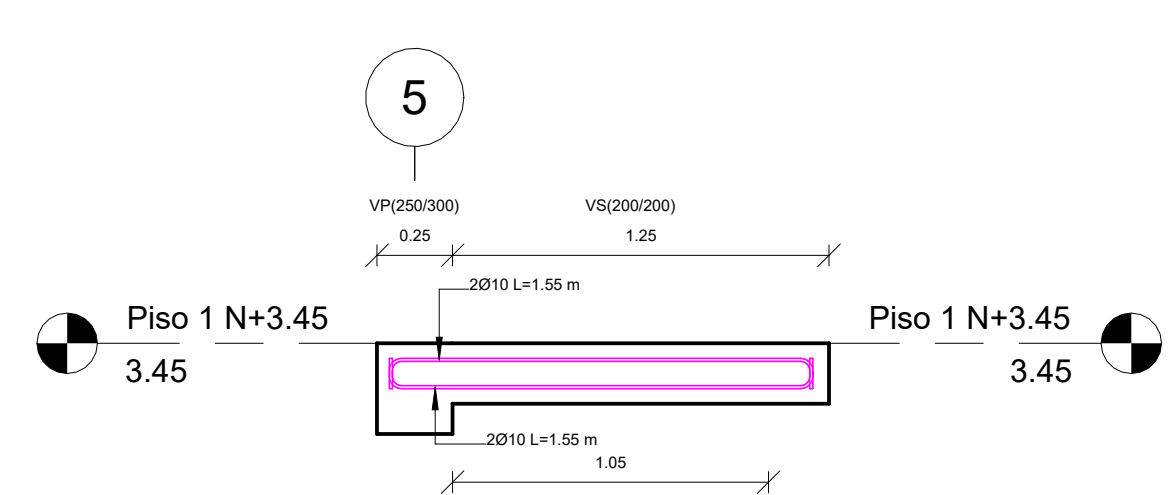 5
VP(250/300) VS(200/200)
0.25 1.25
2Ø10 L=1.55 m
Piso 1 N+3.45 Piso 1 N+3.45
3.45 3.45
2Ø10 L=1.55 m
1.05